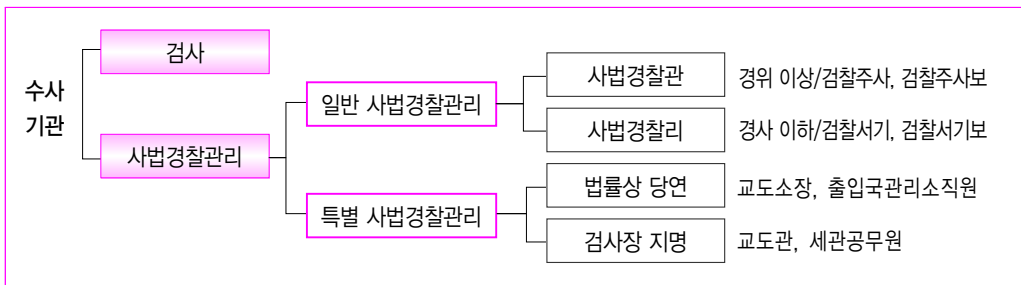 수사
기관
검사
사법경찰관리
일반 사법경찰관리
특별 사법경찰관리
사법경찰관 경위 이상/검찰주사, 검찰주사보
사법경찰리 경사 이하/검찰서기, 검찰서기보
법률상 당연 교도소장, 출입국관리소직원
검사장 지명 교도관, 세관공무원